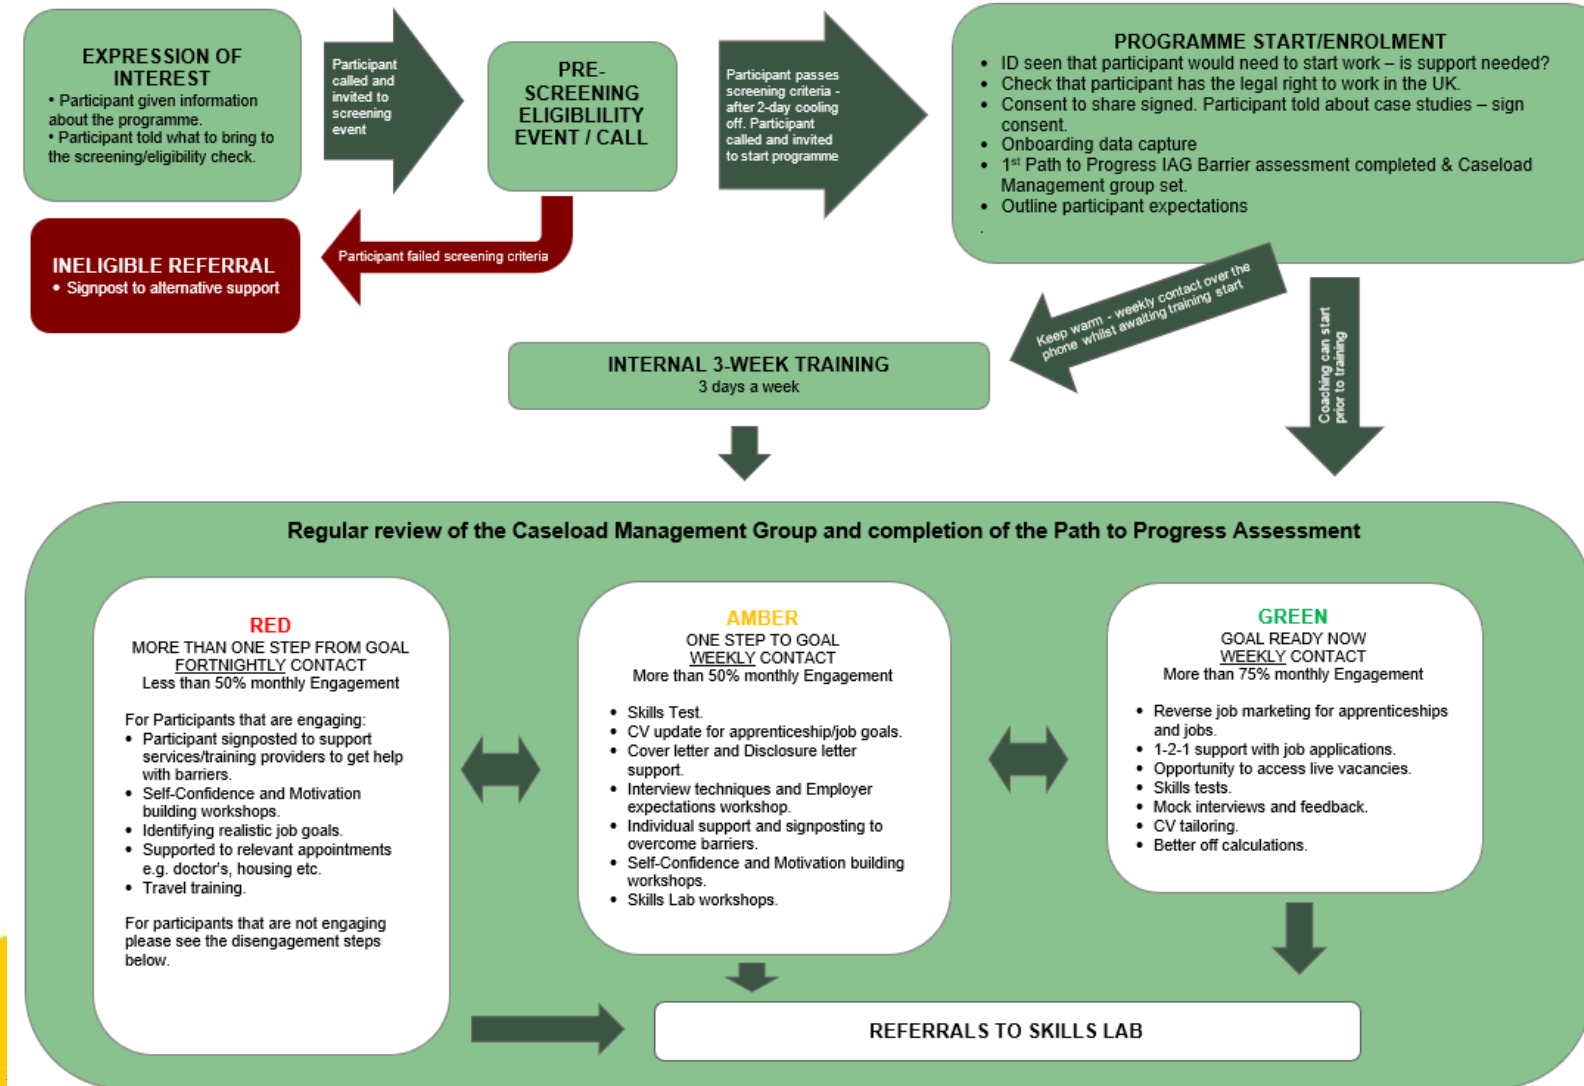 EXPRESSION OF
INTEREST
• Participant given information
about the programme.
• Participant told what to bring to
the screening/eligibility check.
Participant
called and
invited to
screening
event
PRE-
SCREENING
ELIGIBLILITY
EVENT / CALL
Participant passes
screening criteria -
after 2-day cooling
off. Participant
called and invited
to start programme
PROGRAMME START/ENROLMENT
• ID seen that participant would need to start work – is support needed?
• Check that participant has the legal right to work in the UK.
• Consent to share signed. Participant told about case studies – sign
consent.
• Onboarding data capture
• 1st Path to Progress IAG Barrier assessment completed & Caseload
Management group set.
• Outline participant expectations
.
Participant failed screening criteria
INELIGIBLE REFERRAL
• Signpost to alternative support
Keep warm - weekly contact over the
phone whilst awaiting training start
Coaching can start
prior to training
INTERNAL 3-WEEK TRAINING
3 days a week
Regular review of the Caseload Management Group and completion of the Path to Progress Assessment
RED
MORE THAN ONE STEP FROM GOAL
FORTNIGHTLY CONTACT
Less than 50% monthly Engagement
For Participants that are engaging:
• Participant signposted to support
services/training providers to get help
with barriers.
• Self-Confidence and Motivation
building workshops.
• Identifying realistic job goals.
• Supported to relevant appointments
e.g. doctor's, housing etc.
• Travel training.
For participants that are not engaging
please see the disengagement steps
below.
AMBER
ONE STEP TO GOAL
WEEKLY CONTACT
More than 50% monthly Engagement
• Skills Test.
• CV update for apprenticeship/job goals.
• Cover letter and Disclosure letter
support.
• Interview techniques and Employer
expectations workshop.
• Individual support and signposting to
overcome barriers.
• Self-Confidence and Motivation building
workshops.
• Skills Lab workshops.
GREEN
GOAL READY NOW
WEEKLY CONTACT
More than 75% monthly Engagement
• Reverse job marketing for apprenticeships
and jobs.
• 1-2-1 support with job applications.
• Opportunity to access live vacancies.
• Skills tests.
• Mock interviews and feedback.
• CV tailoring.
• Better off calculations.
REFERRALS TO SKILLS LAB